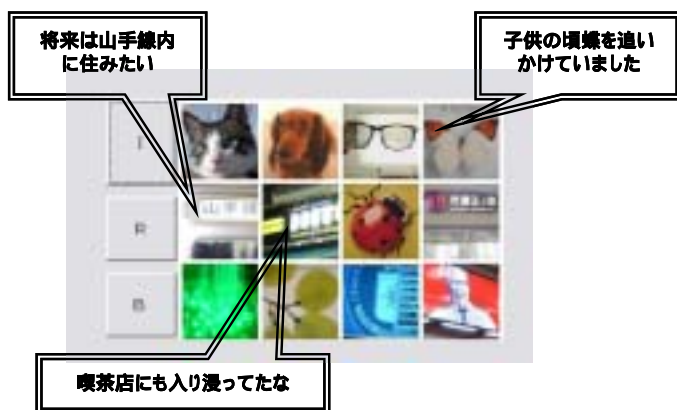 将来は山手線内
に住みたい
子供の頃蝶を追い
かけていました
R
B
喫茶店にも入り浸ってたな